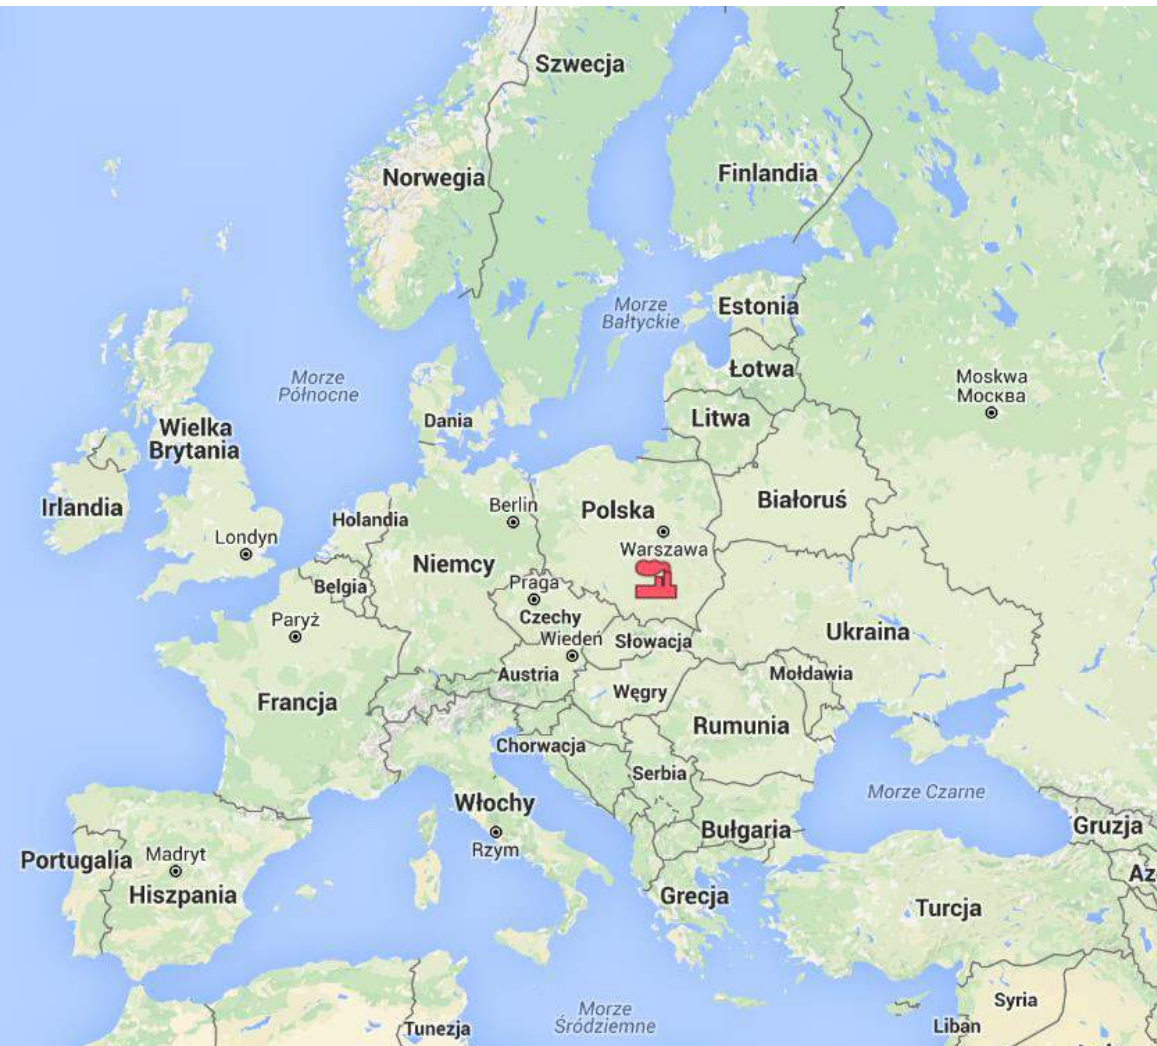 Szwecja
Norwegia
Finlandia
Morze
Bałtyckie
Estonia
Łotwa
Moskwa
Москва
Morze
Północne
Dania
Litwa
Wielka
Brytania
Irlandia
Londyn
Holandia
Berlin
Polska
Białoruś
Warszawa
Niemcy
Belgia
Praga
Czechy
Paryż
Wiedeń
Słowacja
Ukraina
Austria
Węgry
Mołdawia
Francja
Rumunia
Chorwacja
Serbia
Morze Czarne
Włochy
Rzym
Bułgaria
Gruzja
Portugalia
Madryt
Hiszpania
Az
Grecja
Turcja
Syria
Morze
Śródziemne
Tunezja
Liban